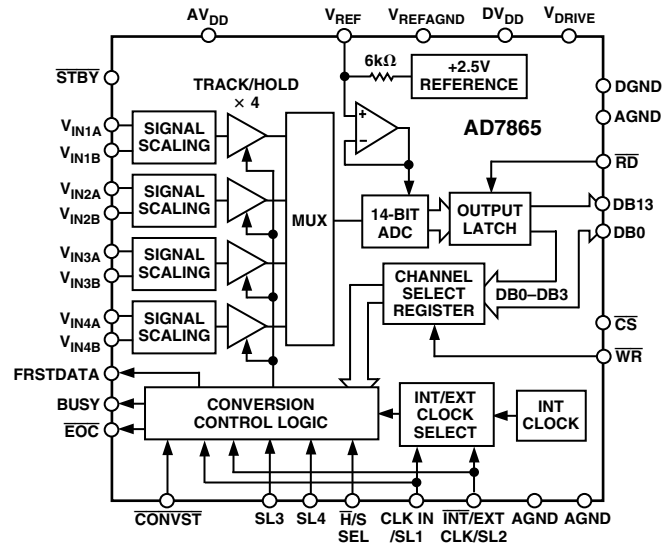 AVDD
VREF
VREFAGND
DVDD
VDRIVE
STBY
6kΩ
+2.5V
REFERENCE
DGND
AGND
TRACK/HOLD
× 4
AD7865
VIN1A
VIN1B
SIGNAL
SCALING
+
−
RD
VIN2A
VIN2B
SIGNAL
SCALING
MUX
14-BIT
ADC
OUTPUT
LATCH
DB13
DB0
VIN3A
VIN3B
SIGNAL
SCALING
CHANNEL
SELECT
REGISTER
DB0–DB3
VIN4A
VIN4B
SIGNAL
SCALING
CS
WR
FRSTDATA
BUSY
EOC
CONVERSION
CONTROL LOGIC
INT/EXT
CLOCK
SELECT
INT
CLOCK
CONVST
SL3
SL4
H/S
SEL
CLK IN
/SL1
INT/EXT
CLK/SL2
AGND
AGND